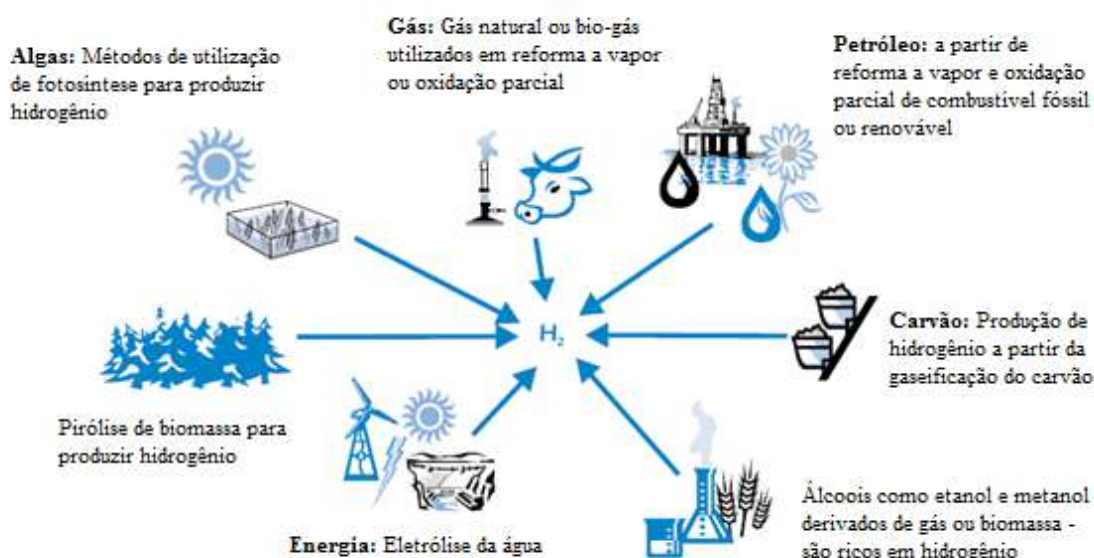 Algas: Métodos de utilização
de fotosintese para produzir
hidrogênio
Gás: Gás natural ou bio-gás
utilizados em reforma a vapor
ou oxidação parcial
Petróleo: a partir de
reforma a vapor e oxidação
parcial de combustível fóssil
ou renovável
H₂
Carvão: Produção de
hidrogênio a partir da
gaseificação do carvão
Pirólise de biomassa para
produzir hidrogênio
Energia: Eletrólise da água
Álcoois como etanol e metanol
derivados de gás ou biomassa -
são ricos em hidrogênio